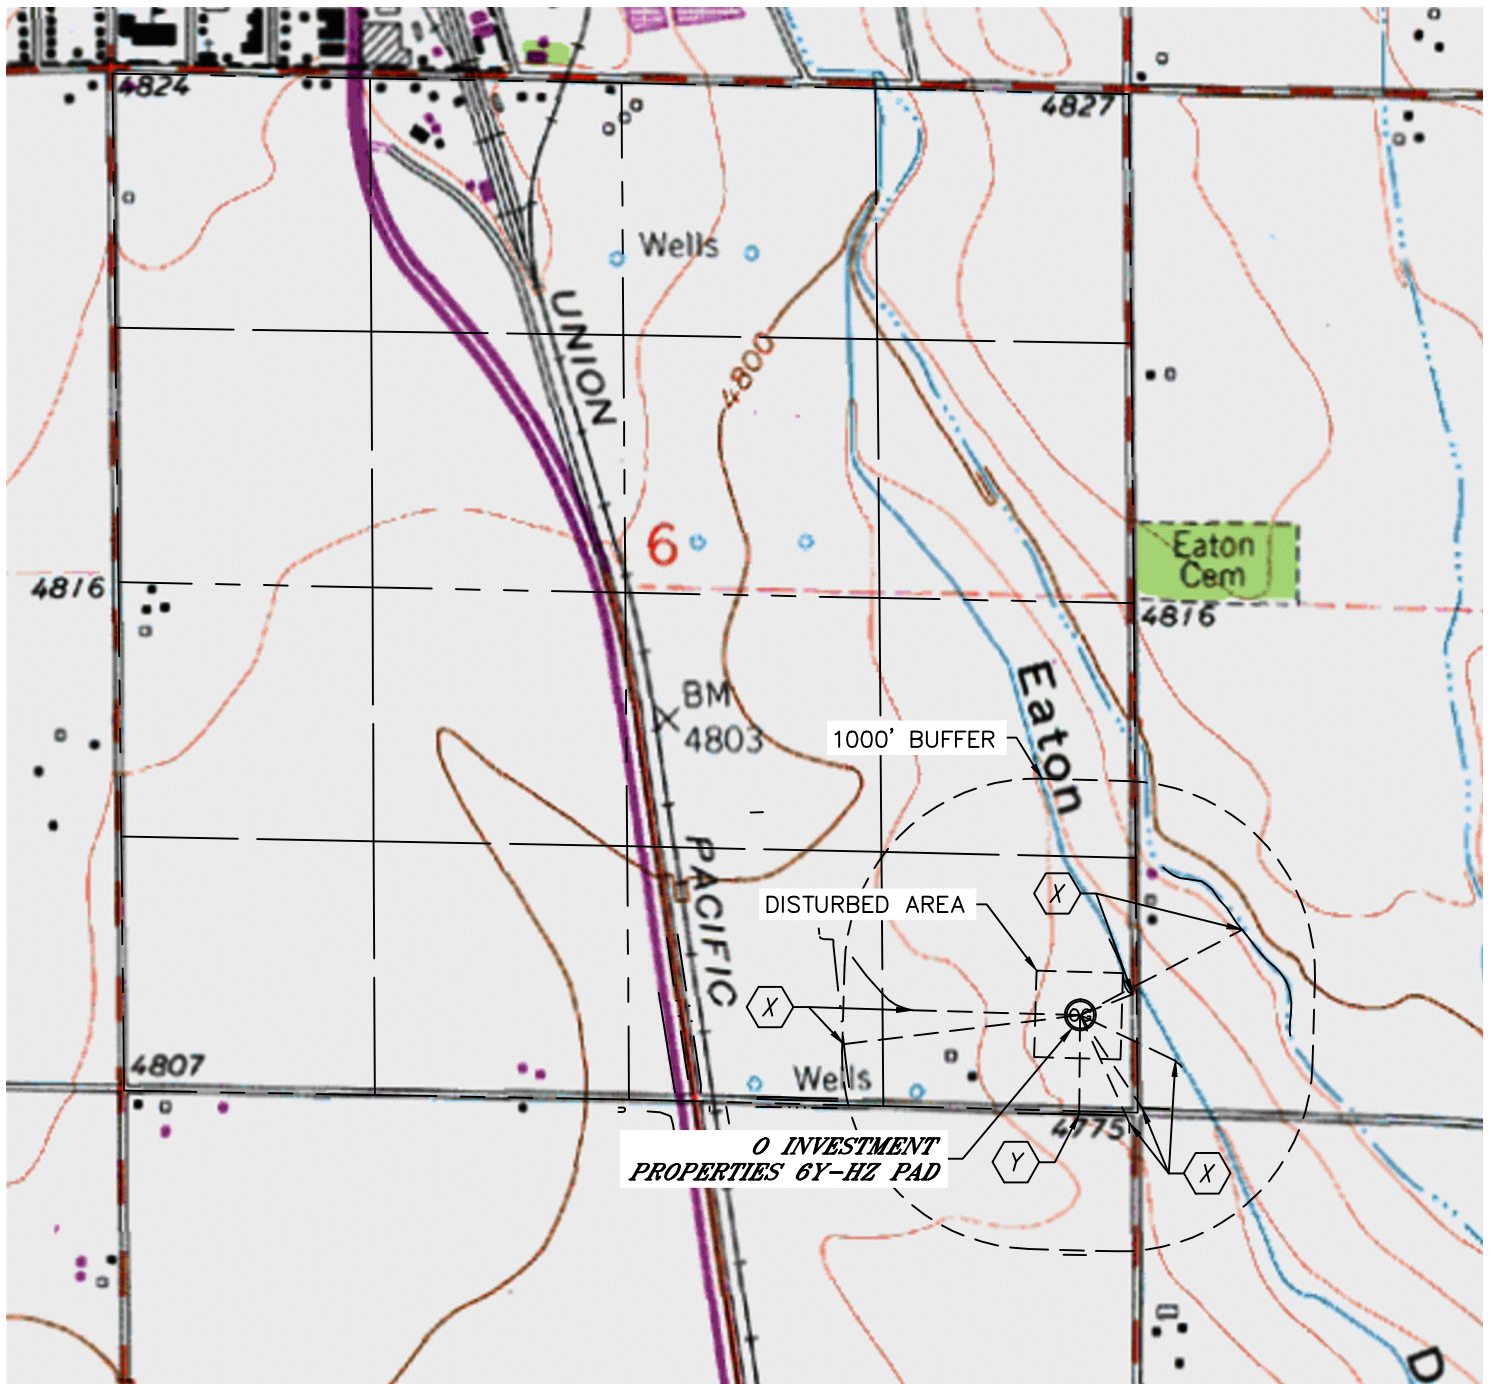 4824
4827
Wells
UNION
4800
6
Eaton
Cem
4816
4816
BM
4803
Eaton
1000' BUFFER
PACIFIC
DISTURBED AREA
X
X
OG
4807
Wells
4775
O INVESTMENT
PROPERTIES 6Y-HZ PAD
Y
X
D